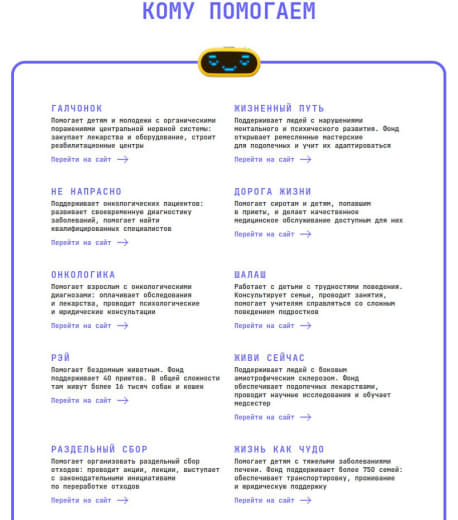 КОМУ ПОМОГАЕМ
ГАЛЧОНОК
Помогает детям и молодежи с органическими
поражениями центральной нервной системы:
закупает лекарства и оборудование, строит
реабилитационные центры
Перейти на сайт
ЖИЗНЕННЫЙ ПУТЬ
Поддерживает людей с нарушениями
ментального и психического развития. Фонд
открывает ремесленные мастерские
для подопечных и учит их адаптироваться
Перейти на сайт
НЕ НАПРАСНО
Поддерживает онкологических пациентов:
развивает своевременную диагностику
заболеваний, помогает найти
квалифицированных специалистов
Перейти на сайт
ДОРОГА ЖИЗНИ
Помогает сиротам и детям, попавшим
в приюты, и делает качественное
медицинское обслуживание доступным для них
Перейти на сайт
ОНКОЛОГИКА
Помогает взрослым с онкологическими
диагнозами: оплачивает обследования
и лекарства, проводит психологические
и юридические консультации
Перейти на сайт
ШАЛАШ
Работает с детьми с трудностями поведения.
Консультирует семьи, проводит занятия,
помогает учителям справляться со сложным
поведением подростков
Перейти на сайт
РЭЙ
Помогает бездомным животным. Фонд
поддерживает 40 приютов. В общей сложности
там живут более 16 тысяч собак и кошек
Перейти на сайт
ЖИВИ СЕЙЧАС
Поддерживает людей с боковым
амиотрофическим склерозом. Фонд
обеспечивает подопечных лекарствами,
проводит научные исследования и обучает
медсестер
Перейти на сайт
РАЗДЕЛЬНЫЙ СБОР
Помогает организовать раздельный сбор
отходов: проводит акции, лекции, выступает
с законодательными инициативами
по переработке отходов
Перейти на сайт
ЖИЗНЬ КАК ЧУДО
Помогает детям с тяжелыми заболеваниями
печени. Фонд поддерживает более 750 семей:
обеспечивает транспортировку, проживание
и юридическую поддержку
Перейти на сайт